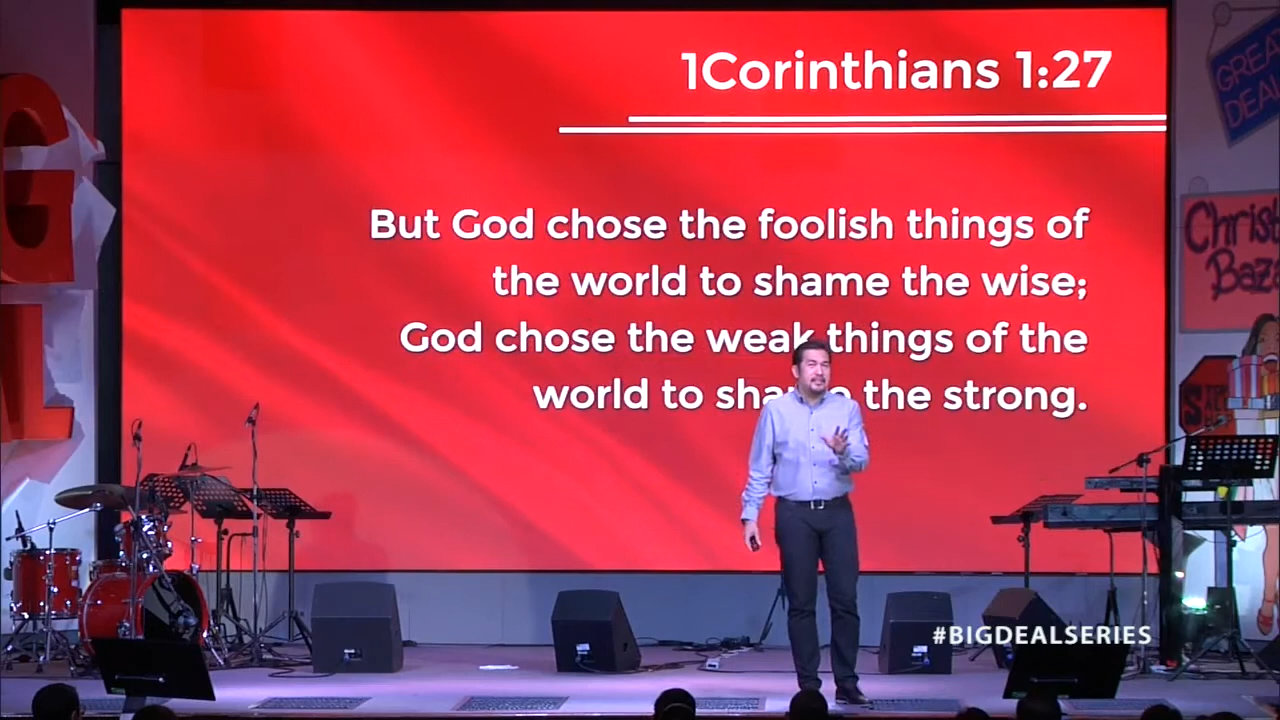 1Corinthians 1:27
But God chose the foolish things of
the world to shame the wise;
God chose the weak things of the
world to the strong.
#BIGDEALSERIES